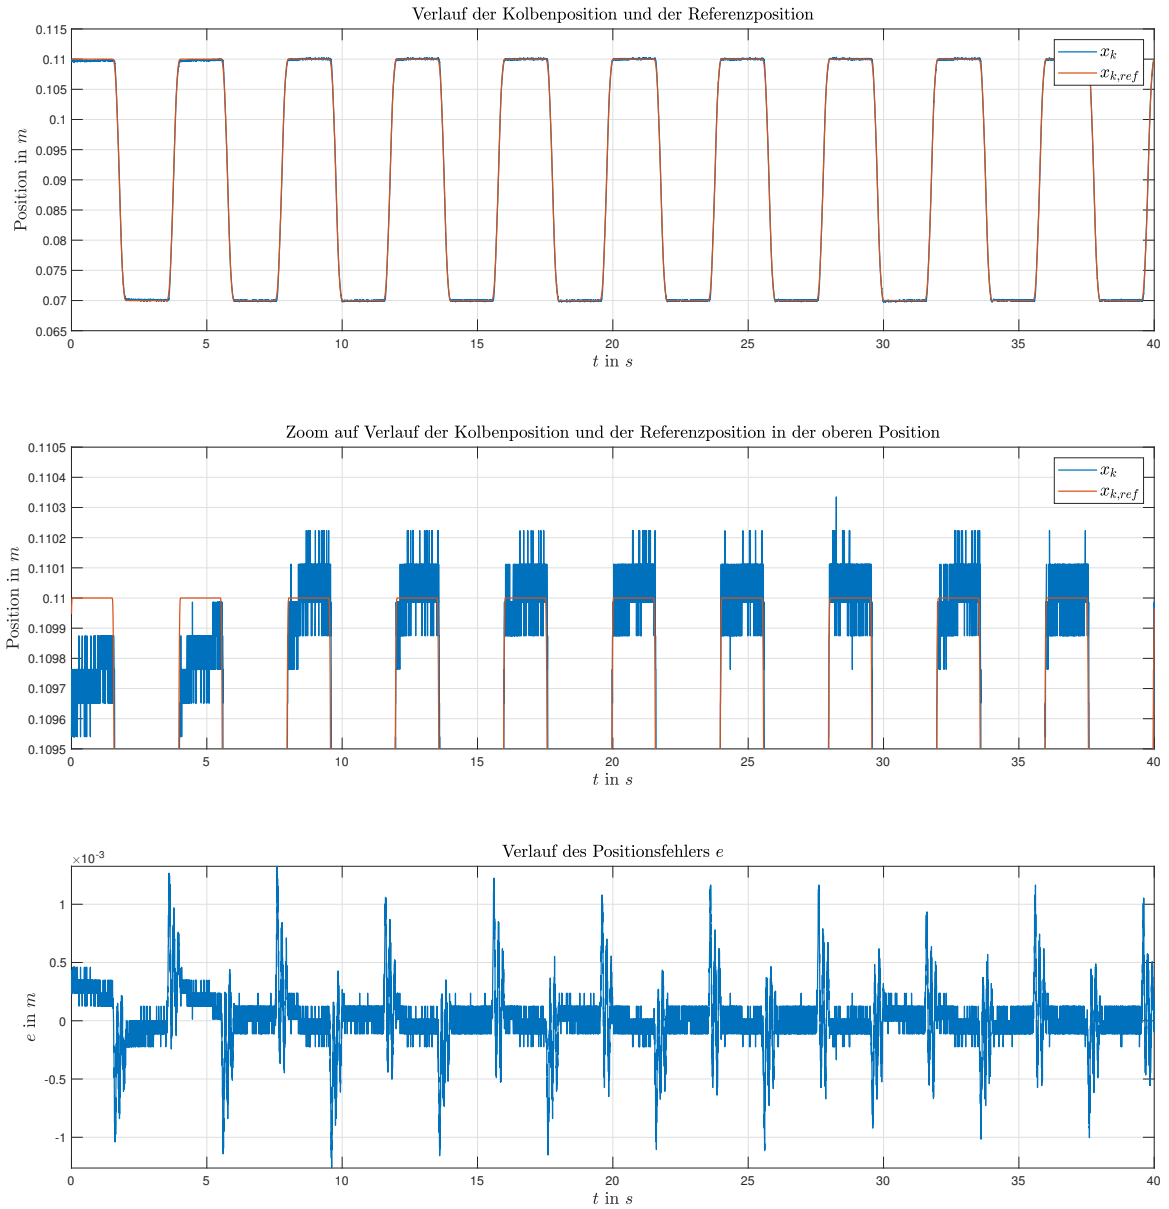 Verlauf der Kolbenposition und der Referenzposition
0.115
0.11
0.105
0.1
0.095
0.09
0.085
0.08
0.075
0.07
0.065
Position in m
x_k
x_{k,ref}
0 5 10 15 20 25 30 35 40
t in s
Zoom auf Verlauf der Kolbenposition und der Referenzposition in der oberen Position
0.1105
0.1104
0.1103
0.1102
0.1101
0.11
0.1099
0.1098
0.1097
0.1096
0.1095
Position in m
x_k
x_{k,ref}
0 5 10 15 20 25 30 35 40
t in s
Verlauf des Positionsfehlers e
×10⁻³
1
0.5
0
-0.5
-1
e in m
0 5 10 15 20 25 30 35 40
t in s